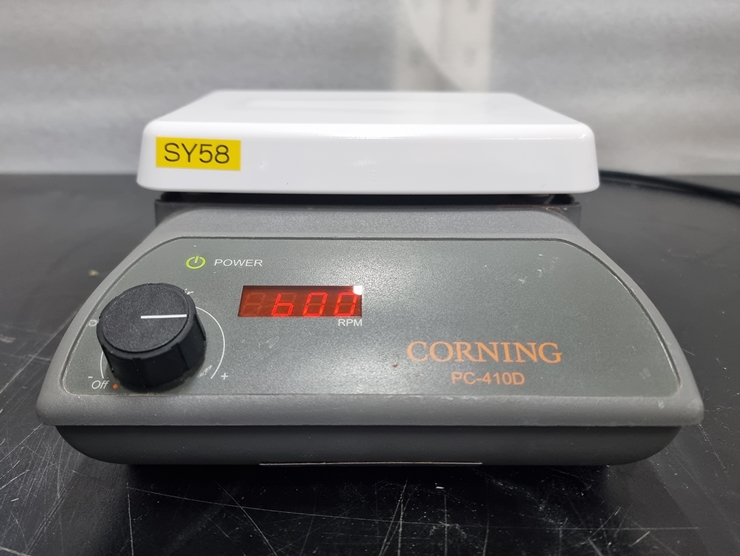 SY58
POWER
600
RPM
- Off +
CORNING
PC-410D